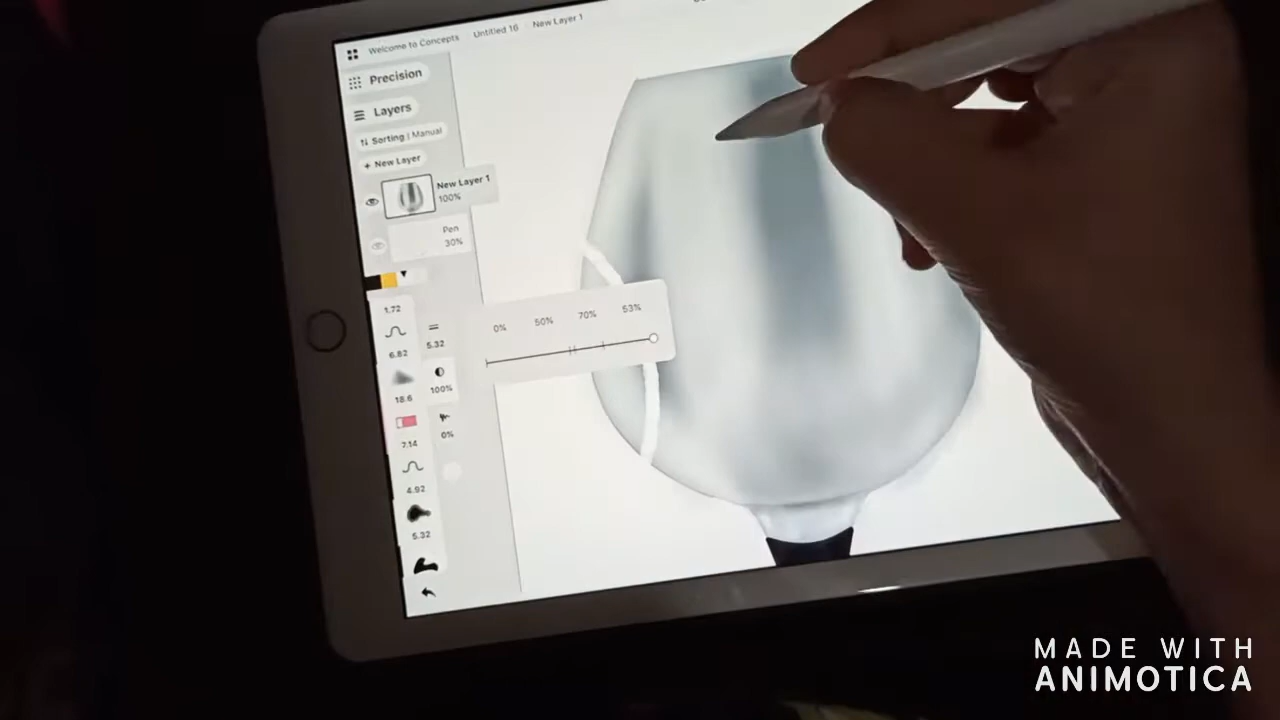 Welcome to Concepts Untitled 16 New Layer 1
Precision
Layers
Sorting | Manual
+ New Layer
New Layer 1
100%
Pen
30%
1.72
5.32
6.82
100%
18.6
0%
7.14
4.92
5.32
0% 50% 70% 53%
MADE WITH
ANIMOTICA